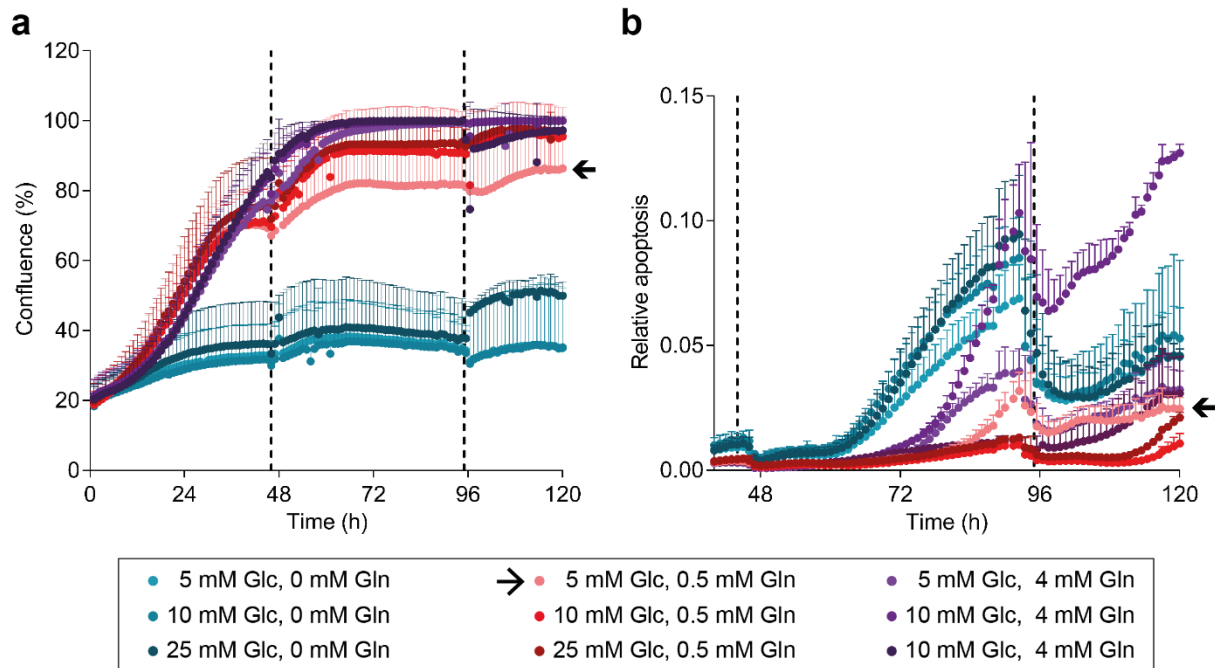 a
b
120
100
80
60
40
20
0
Confluence (%)
0 24 48 72 96 120
Time (h)
0.15
0.10
0.05
0.00
Relative apoptosis
48 72 96 120
Time (h)
5 mM Glc, 0 mM Gln
10 mM Glc, 0 mM Gln
25 mM Glc, 0 mM Gln
5 mM Glc, 0.5 mM Gln
10 mM Glc, 0.5 mM Gln
25 mM Glc, 0.5 mM Gln
5 mM Glc, 4 mM Gln
10 mM Glc, 4 mM Gln
10 mM Glc, 4 mM Gln